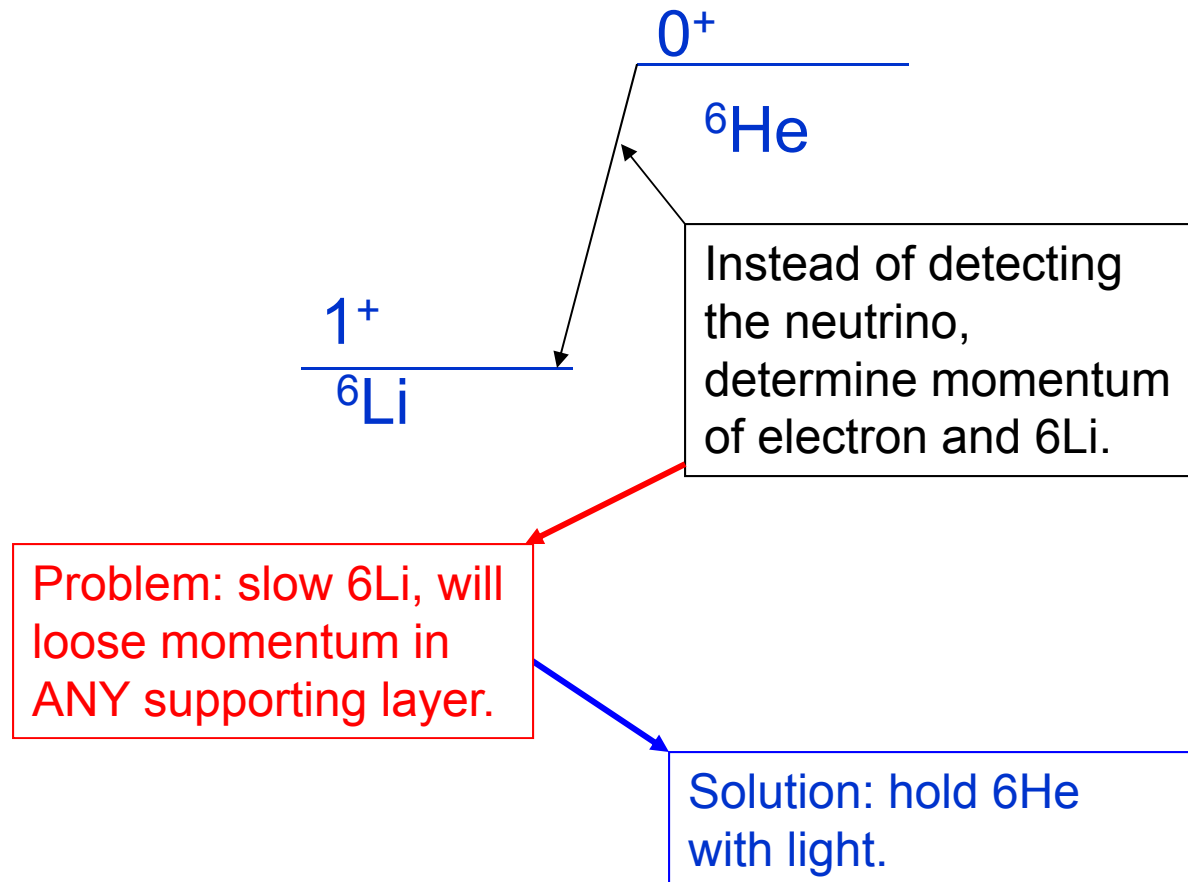 0⁺
⁶He
Instead of detecting
the neutrino,
determine momentum
of electron and 6Li.
1⁺
⁶Li
Problem: slow 6Li, will
loose momentum in
ANY supporting layer.
Solution: hold 6He
with light.